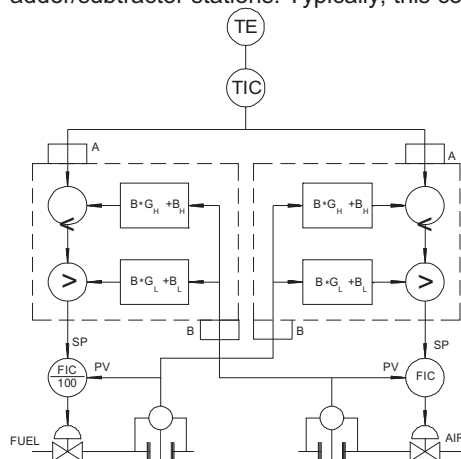 adder/subtractor stations. Typically, this co
TE
TIC
A
A
< B*G_H +B_H B*G_H +B_H <
> B*G_L +B_L B*G_L +B_L >
B
B
SP
SP
FIC
100
PV
PV
FIC
FUEL
AIR